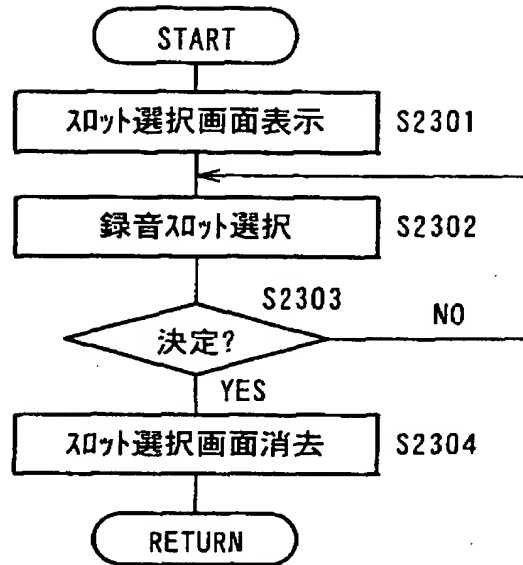 START
スロット選択画面表示 S2301
録音スロット選択 S2302
S2303
決定? NO
YES
スロット選択画面消去 S2304
RETURN